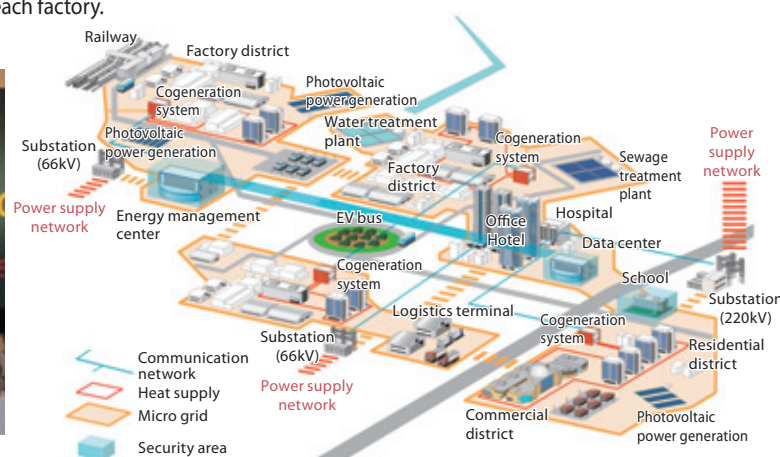 each factory.
Railway
Factory district
Cogeneration
system
Photovoltaic
power generation
Photovoltaic
power generation
Substation
(66kV)
Power supply
network
Energy management
center
Water treatment
plant
Factory
district
Cogeneration
system
Sewage
treatment
plant
Power
supply
network
Office
Hotel
Hospital
Data center
EV bus
School
Substation
(220kV)
Cogeneration
system
Logistics terminal
Substation
(66kV)
Power supply
network
Cogeneration
system
Residential
district
Commercial
district
Photovoltaic
power generation
Communication
network
Heat supply
Micro grid
Security area